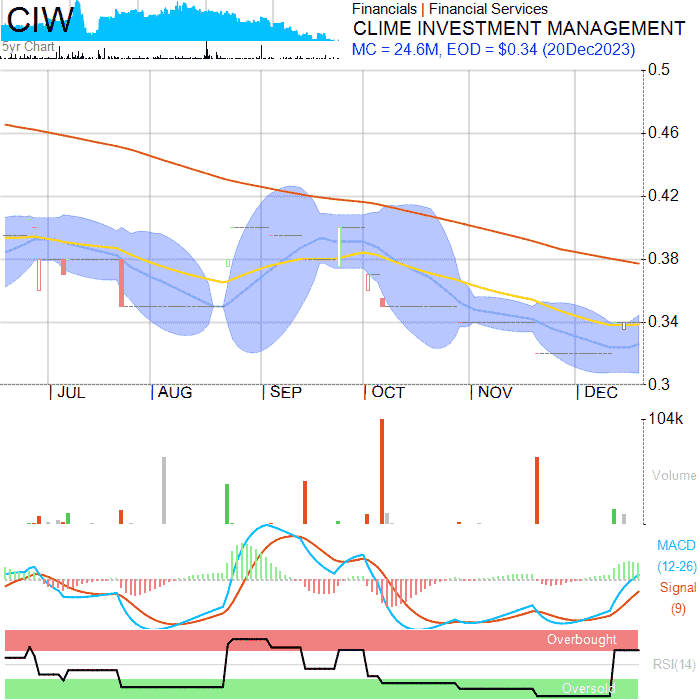 CIW
5yr Chart
Financials | Financial Services
CLIME INVESTMENT MANAGEMENT
MC = 24.6M, EOD = $0.34 (20Dec2023)
0.5
0.46
0.42
0.38
0.34
0.3
JUL AUG SEP OCT NOV DEC
104k
Volume
MACD
(12-26)
Signal
(9)
Overbought
RSI(14)
Oversold